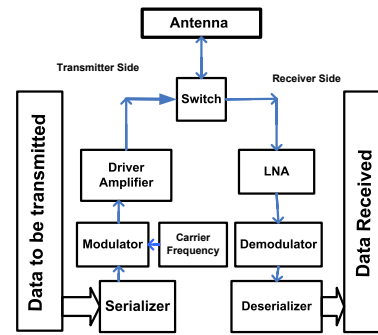 Antenna
Transmitter Side
Receiver Side
Switch
Data to be transmitted
Driver
Amplifier
LNA
Data Received
Modulator
Carrier
Frequency
Demodulator
Serializer
Deserializer